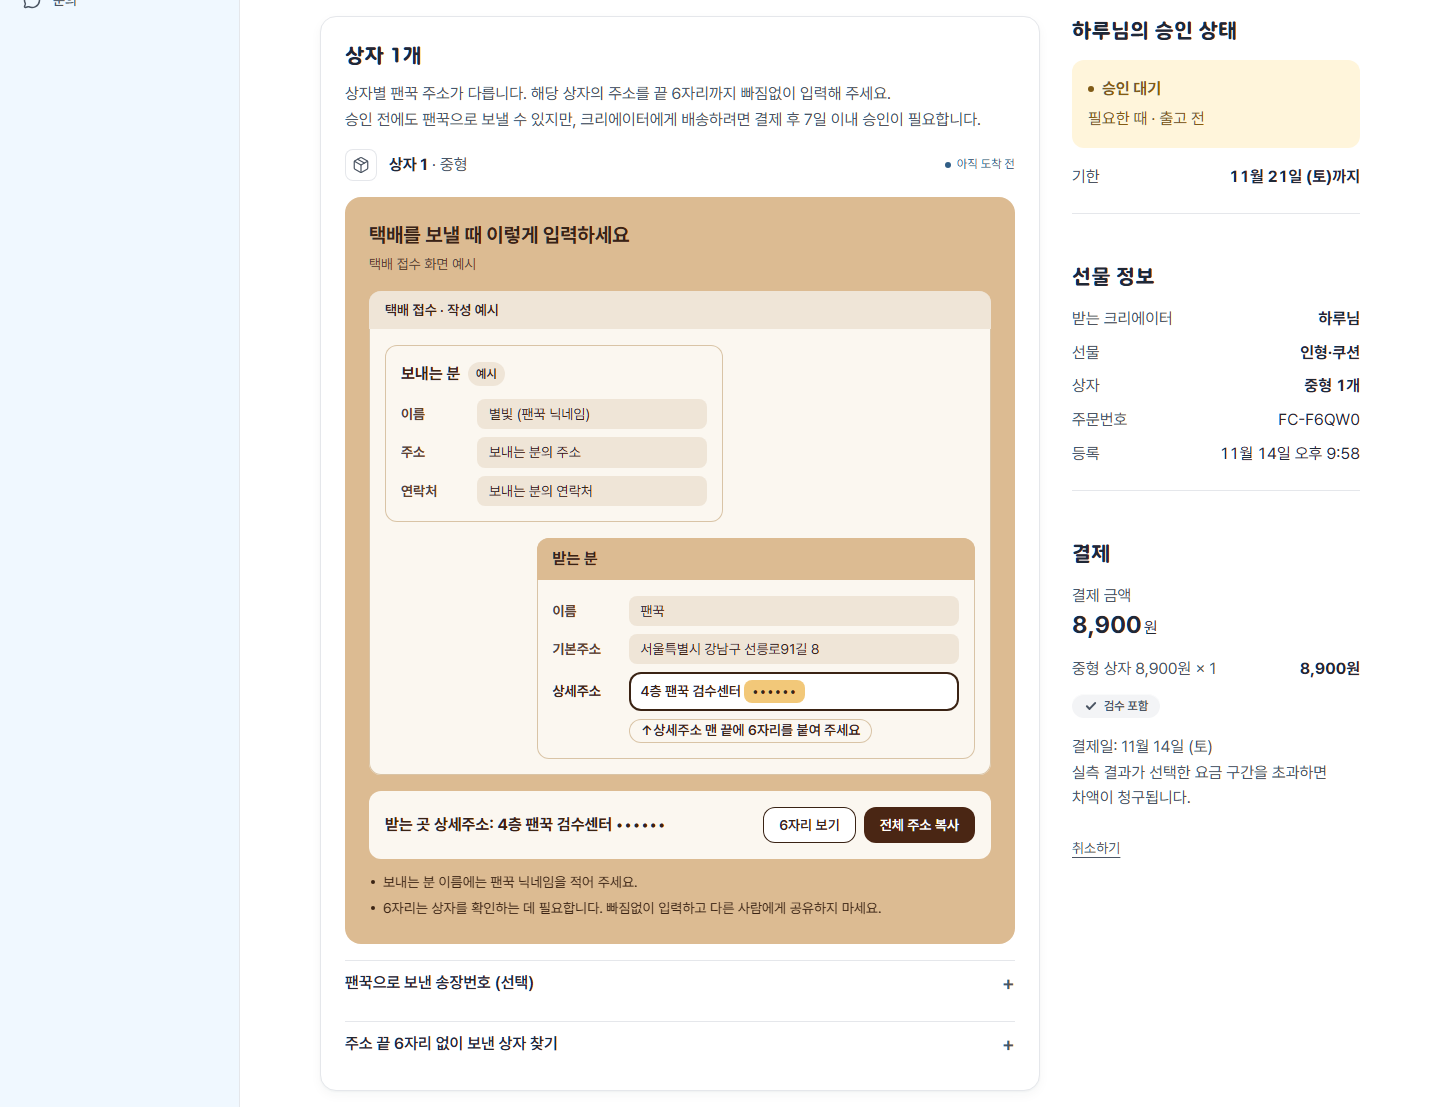 문의
상자 1개
상자별 팬꾹 주소가 다릅니다. 해당 상자의 주소를 끝 6자리까지 빠짐없이 입력해 주세요.
승인 전에도 팬꾹으로 보낼 수 있지만, 크리에이터에게 배송하려면 결제 후 7일 이내 승인이 필요합니다.
상자 1 · 중형
아직 도착 전
택배를 보낼 때 이렇게 입력하세요
택배 접수 화면 예시
택배 접수 · 작성 예시
보내는 분 예시
이름 별빛 (팬꾹 닉네임)
주소 보내는 분의 주소
연락처 보내는 분의 연락처
받는 분
이름 팬꾹
기본주소 서울특별시 강남구 선릉로91길 8
상세주소 4층 팬꾹 검수센터 ••••••
↑상세주소 맨 끝에 6자리를 붙여 주세요
받는 곳 상세주소: 4층 팬꾹 검수센터 ••••••
6자리 보기
전체 주소 복사
• 보내는 분 이름에는 팬꾹 닉네임을 적어 주세요.
• 6자리는 상자를 확인하는 데 필요합니다. 빠짐없이 입력하고 다른 사람에게 공유하지 마세요.
팬꾹으로 보낸 송장번호 (선택) +
주소 끝 6자리 없이 보낸 상자 찾기 +
하루님의 승인 상태
• 승인 대기
필요한 때 · 출고 전
기한 11월 21일 (토)까지
선물 정보
받는 크리에이터 하루님
선물 인형·쿠션
상자 중형 1개
주문번호 FC-F6QW0
등록 11월 14일 오후 9:58
결제
결제 금액
8,900원
중형 상자 8,900원 × 1 8,900원
검수 포함
결제일: 11월 14일 (토)
실측 결과가 선택한 요금 구간을 초과하면
차액이 청구됩니다.
취소하기